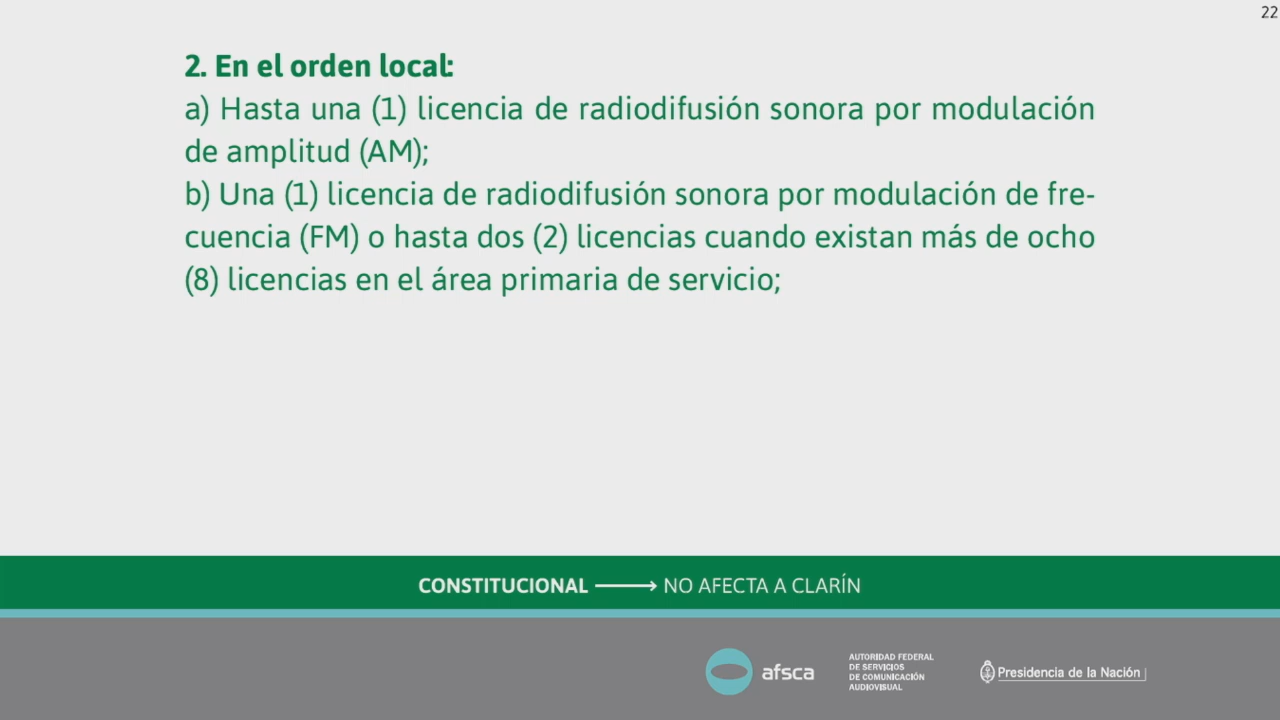 22
2. En el orden local:
a) Hasta una (1) licencia de radiodifusión sonora por modulación
de amplitud (AM);
b) Una (1) licencia de radiodifusión sonora por modulación de fre-
cuencia (FM) o hasta dos (2) licencias cuando existan más de ocho
(8) licencias en el área primaria de servicio;
CONSTITUCIONAL ⟶ NO AFECTA A CLARÍN
afsca
AUTORIDAD FEDERAL
DE SERVICIOS
DE COMUNICACIÓN
AUDIOVISUAL
Presidencia de la Nación